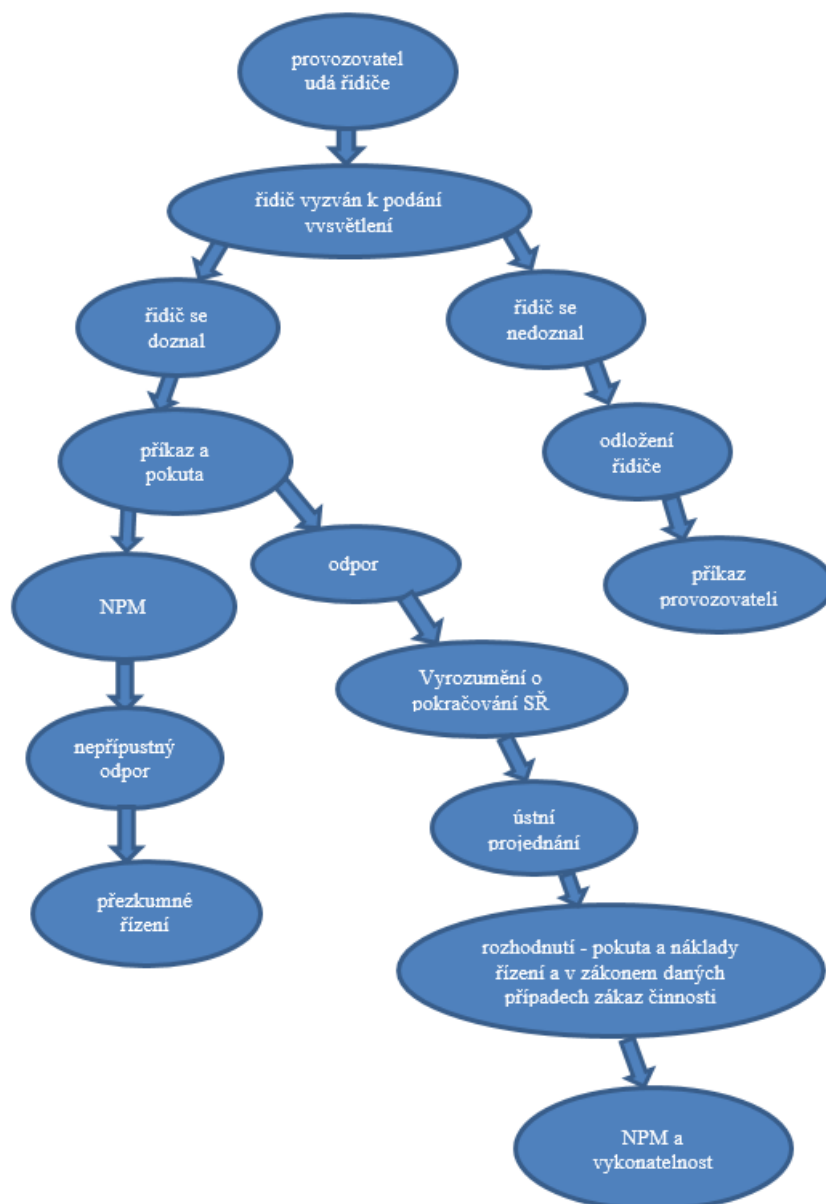 provozovatel
udá řidiče
řidič vyzván k podání
vvsvětlení
řidič se
doznal
řidič se
nedoznal
příkaz a
pokuta
odložení
řidiče
odpor
příkaz
provozovateli
NPM
Vyrozumění o
pokračování SŘ
nepřípustný
odpor
ústní
projednání
přezkumné
řízení
rozhodnutí - pokuta a náklady
řízení a v zákonem daných
případech zákaz činnosti
NPM a
vykonatelnost